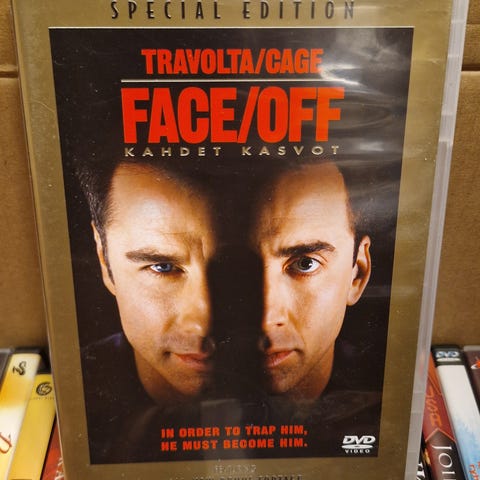 SPECIAL EDITION
TRAVOLTA/CAGE
FACE/OFF
KAHDET KASVOT
IN ORDER TO TRAP HIM,
HE MUST BECOME HIM.
DVD
VIDEO